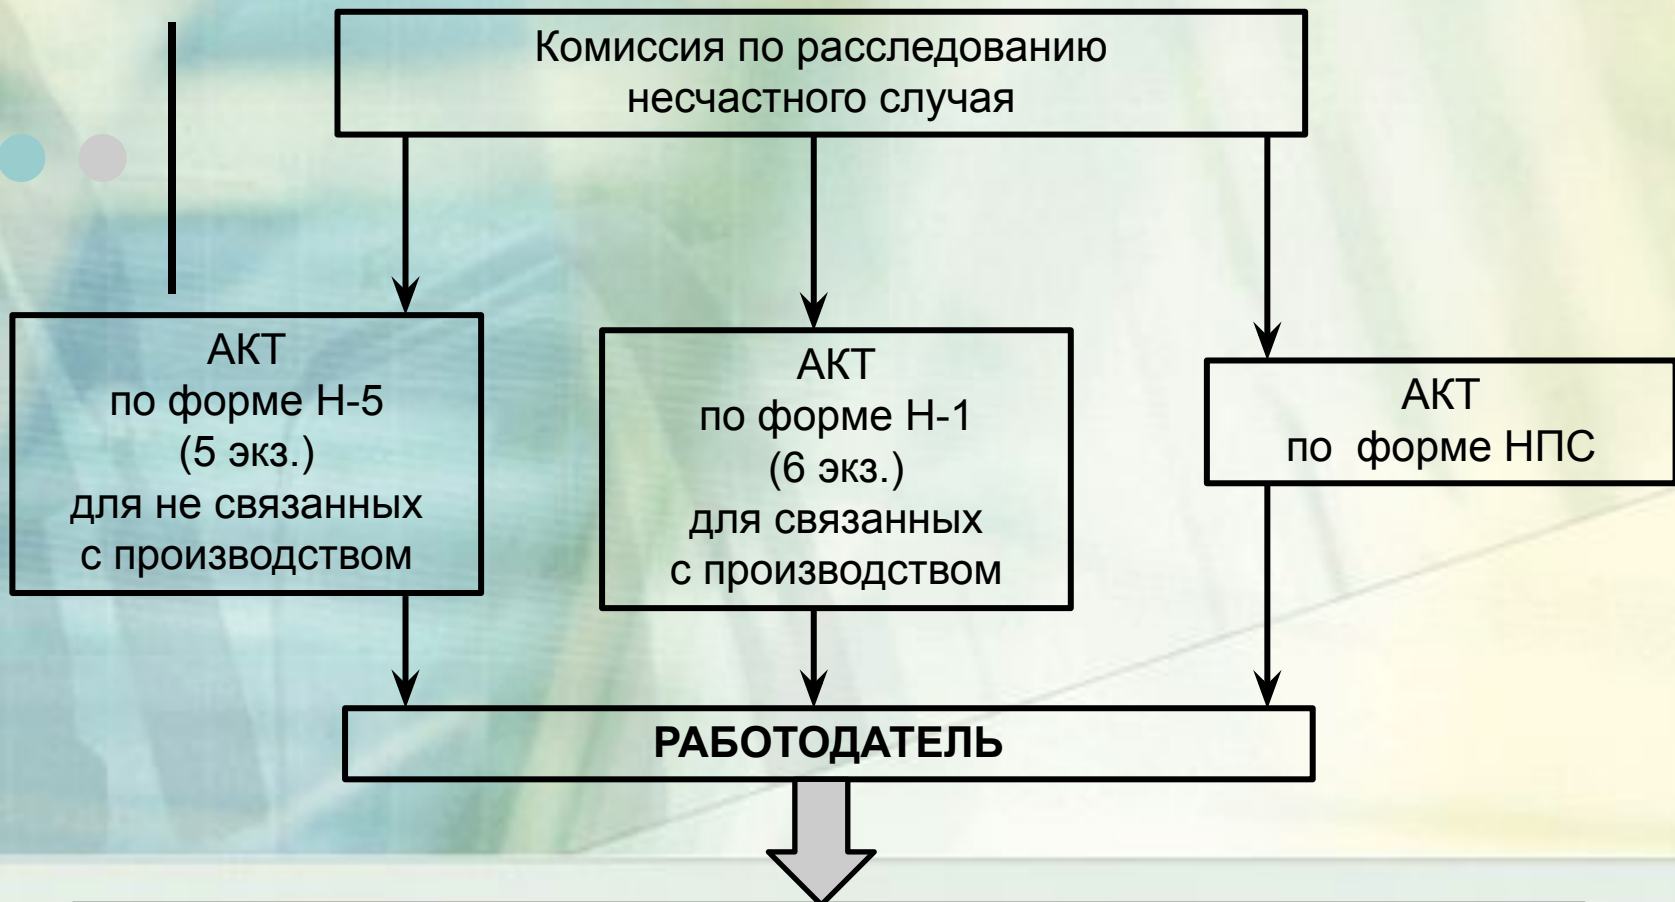 Комиссия по расследованию
несчастного случая
АКТ
по форме Н-5
(5 экз.)
для не связанных
с производством
АКТ
по форме Н-1
(6 экз.)
для связанных
с производством
АКТ
по форме НПС
РАБОТОДАТЕЛЬ